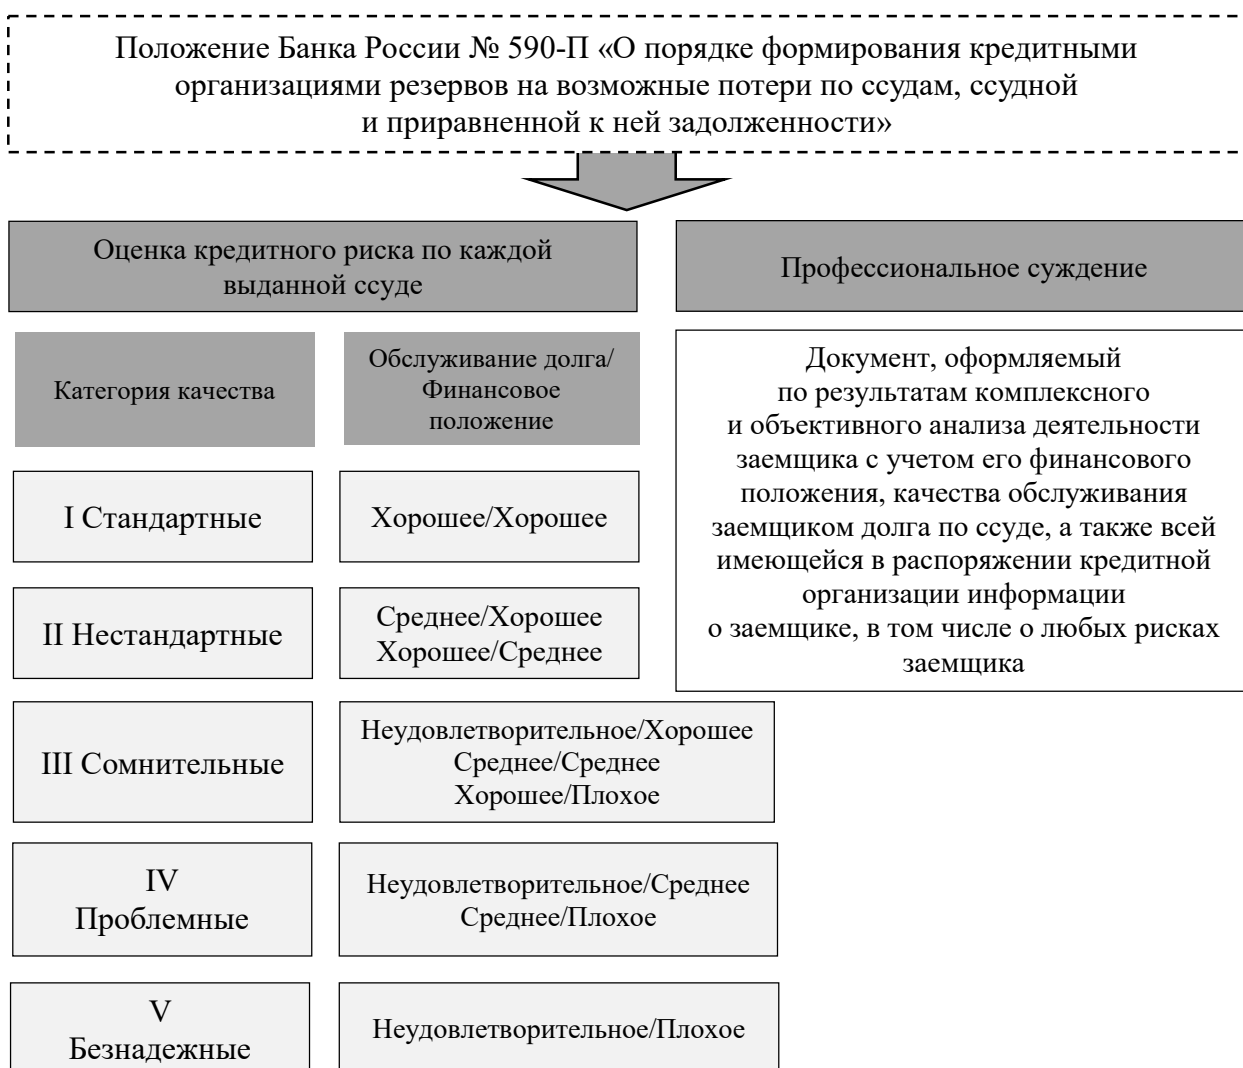 Положение Банка России № 590-П «О порядке формирования кредитными
организациями резервов на возможные потери по ссудам, ссудной
и приравненной к ней задолженности»
Оценка кредитного риска по каждой
выданной ссуде
Профессиональное суждение
Категория качества
Обслуживание долга/
Финансовое
положение
Документ, оформляемый
по результатам комплексного
и объективного анализа деятельности
заемщика с учетом его финансового
положения, качества обслуживания
заемщиком долга по ссуде, а также всей
имеющейся в распоряжении кредитной
организации информации
о заемщике, в том числе о любых рисках
заемщика
I Стандартные
Хорошее/Хорошее
II Нестандартные
Среднее/Хорошее
Хорошее/Среднее
III Сомнительные
Неудовлетворительное/Хорошее
Среднее/Среднее
Хорошее/Плохое
IV
Проблемные
Неудовлетворительное/Среднее
Среднее/Плохое
V
Безнадежные
Неудовлетворительное/Плохое